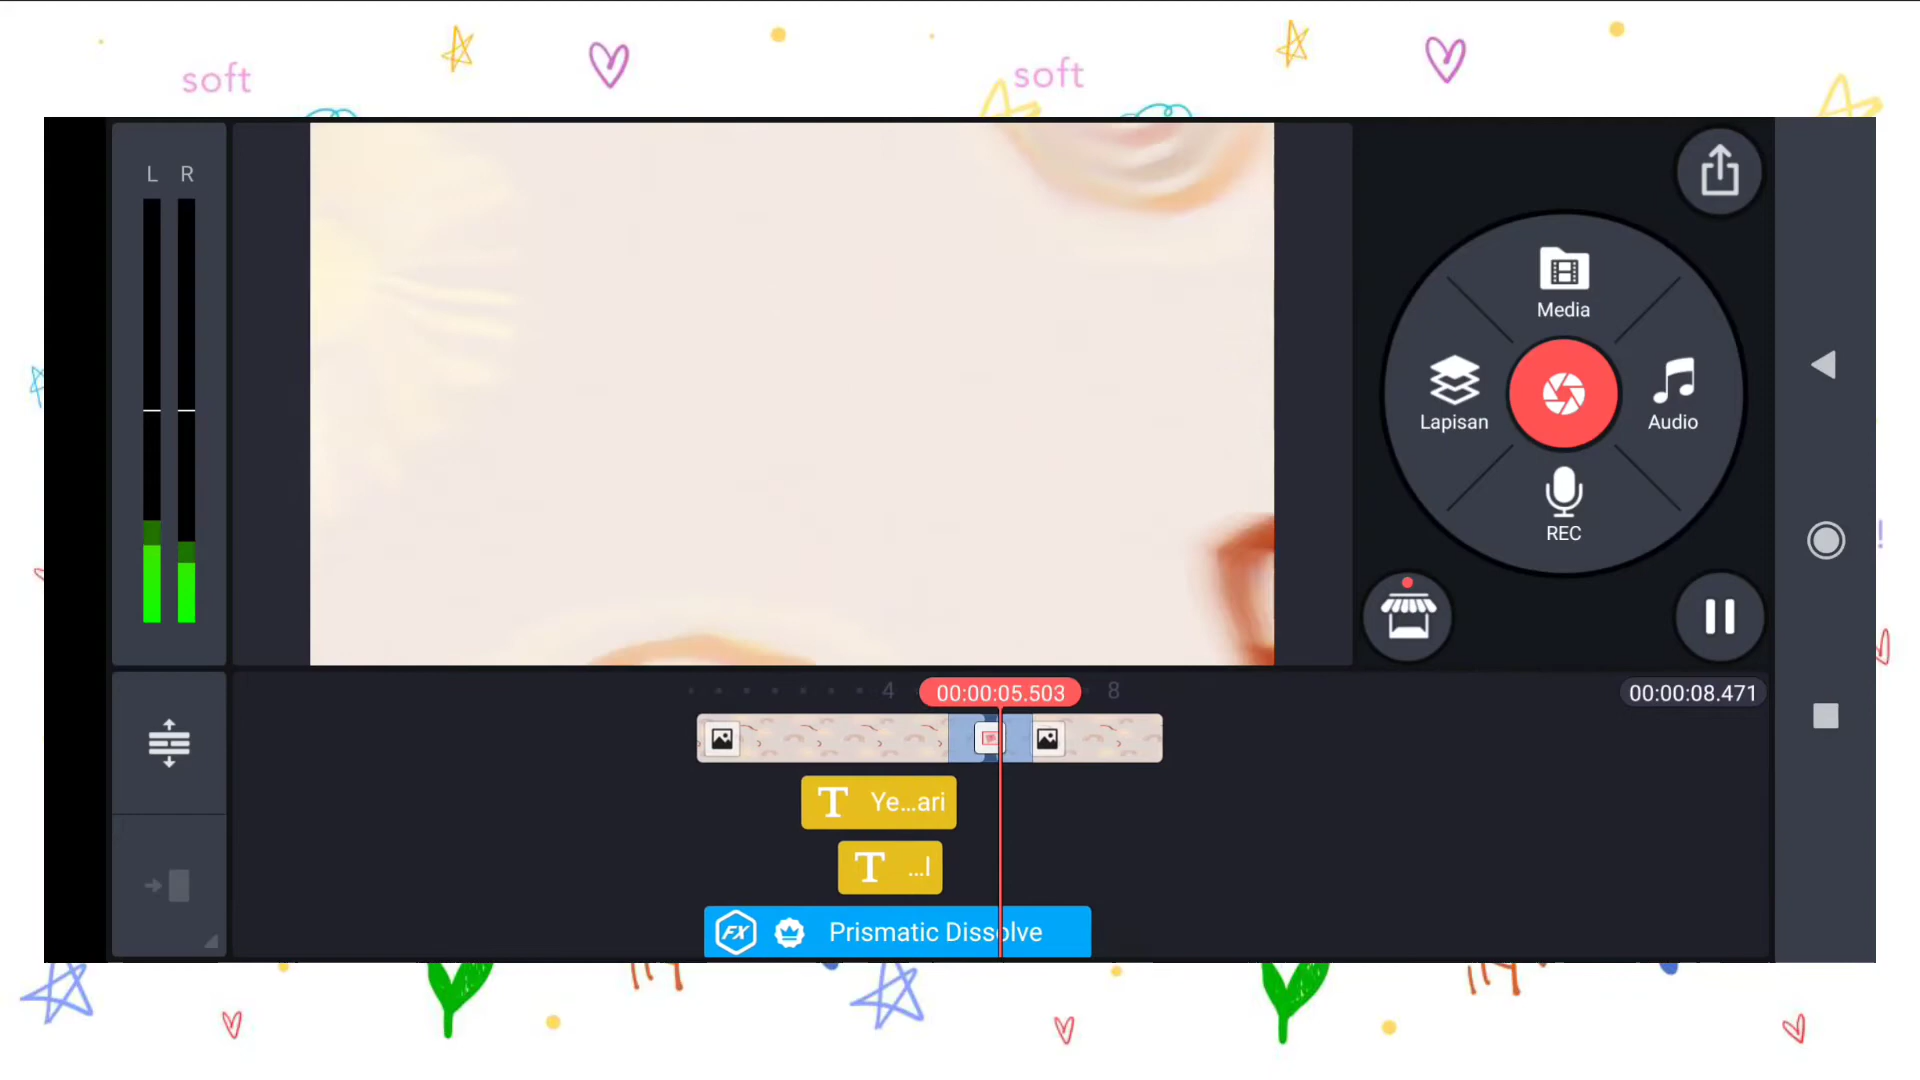 soft
soft
L R
Media
Lapisan
Audio
REC
4
00:00:05.503
8
00:00:08.471
T Ye...ari
T ...l
FX Prismatic Dissolve
!